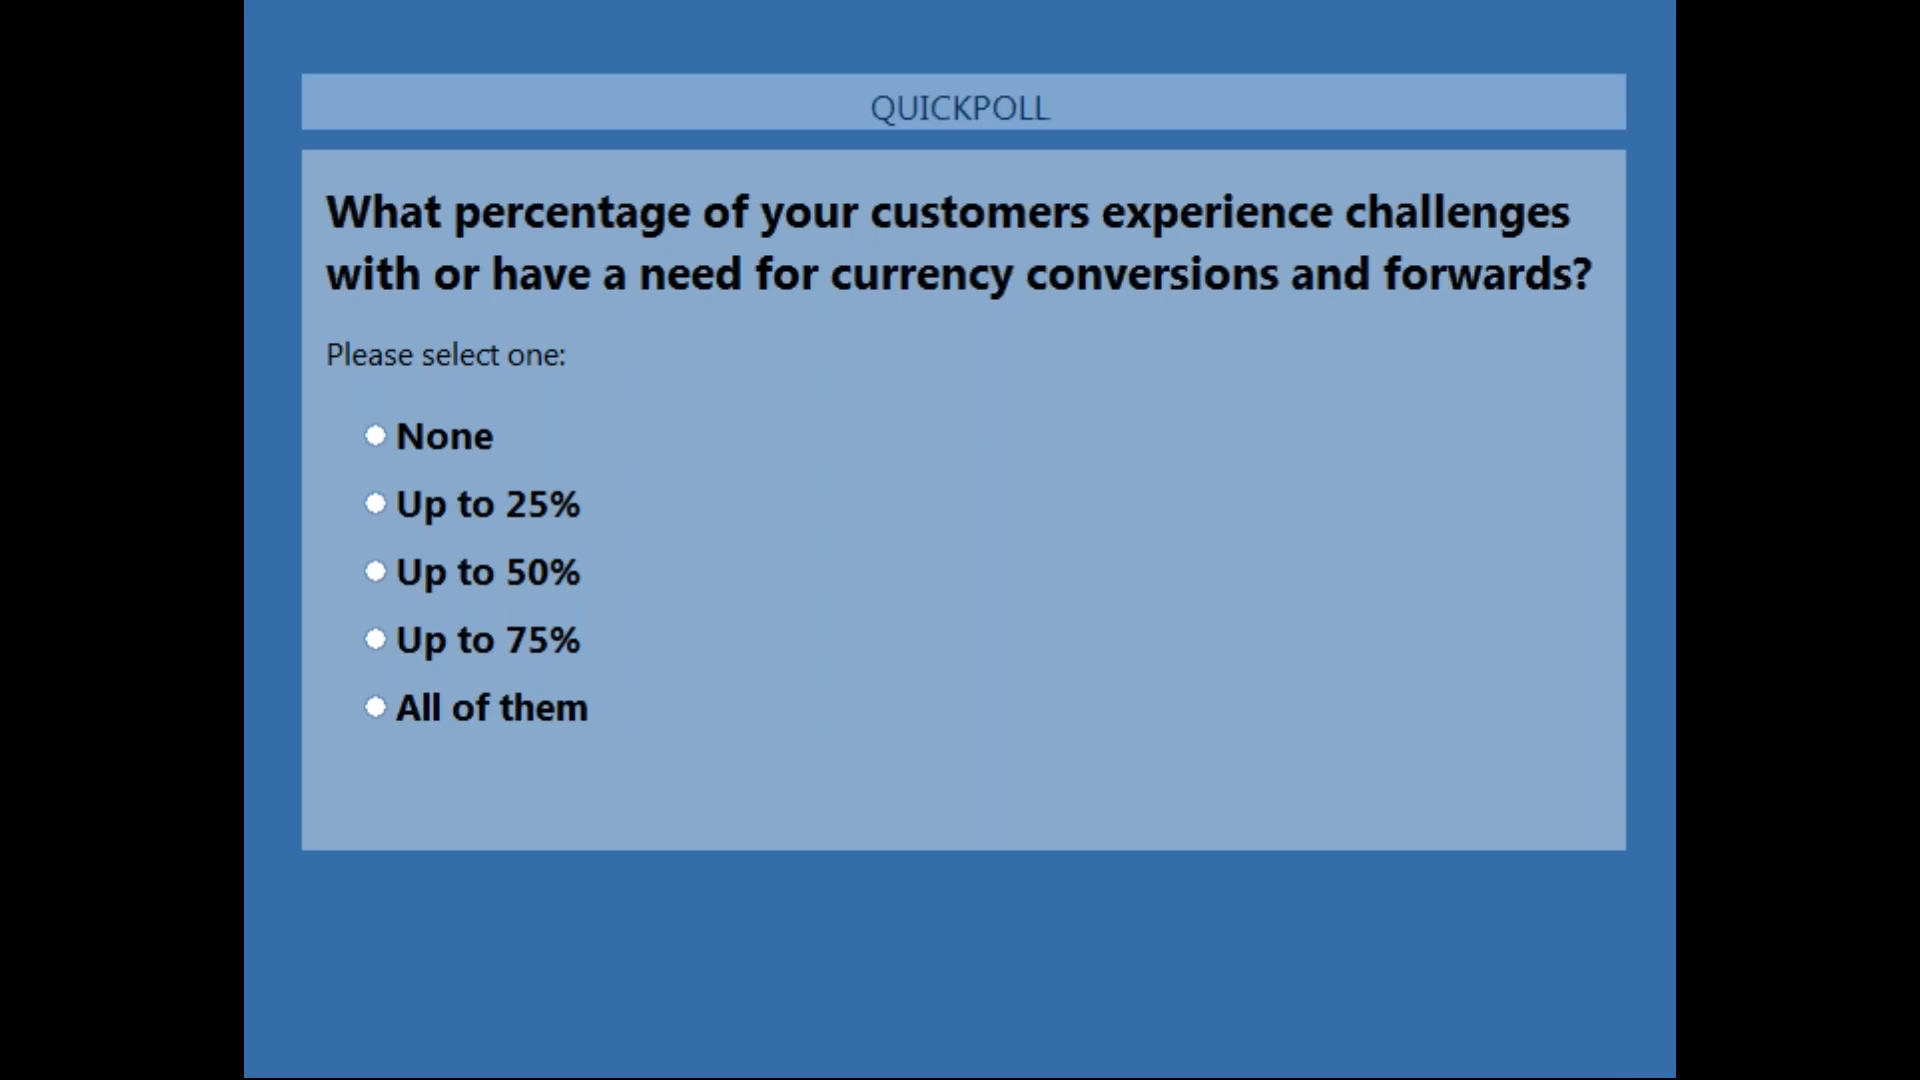 QUICKPOLL
What percentage of your customers experience challenges
with or have a need for currency conversions and forwards?
Please select one:
None
Up to 25%
Up to 50%
Up to 75%
All of them